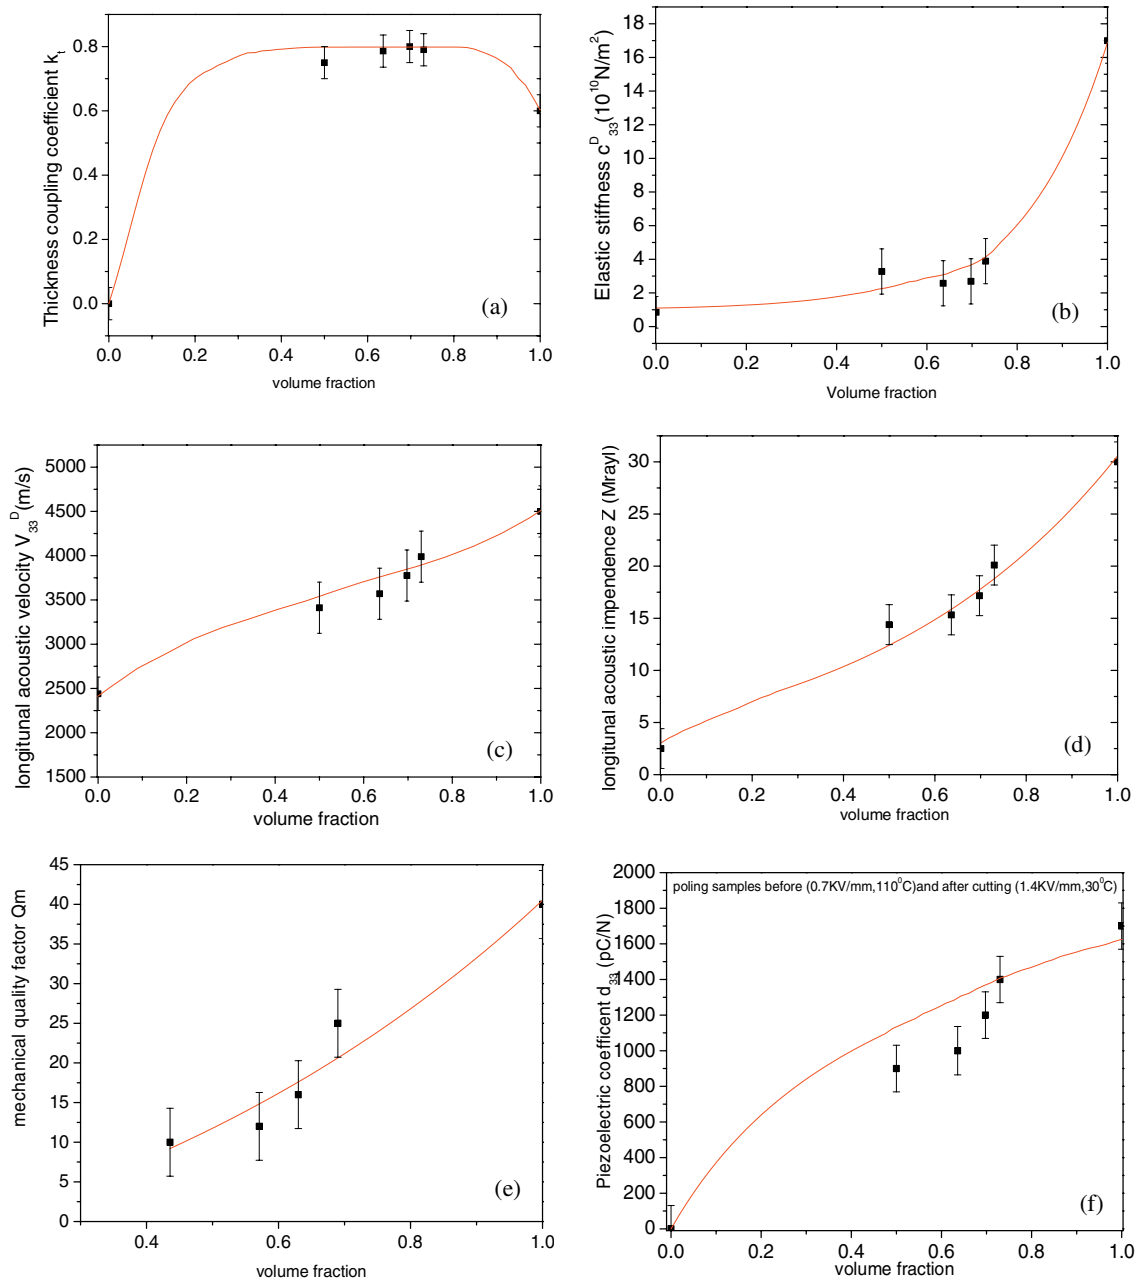 Thickness coupling coefficient k_t
0.8
0.6
0.4
0.2
0.0
(a)
0.0 0.2 0.4 0.6 0.8 1.0
volume fraction
Elastic stiffness c^D_33(10^10N/m^2)
18
16
14
12
10
8
6
4
2
0
(b)
0.0 0.2 0.4 0.6 0.8 1.0
Volume fraction
longitunal acoustic velocity V_33^D(m/s)
5000
4500
4000
3500
3000
2500
2000
1500
(c)
0.0 0.2 0.4 0.6 0.8 1.0
volume fraction
longitunal acoustic impendence Z (Mrayl)
30
25
20
15
10
5
0
(d)
0.0 0.2 0.4 0.6 0.8 1.0
volume fraction
mechanical quality factor Qm
45
40
35
30
25
20
15
10
5
0
(e)
0.4 0.6 0.8 1.0
volume fraction
Piezoelectric coefficent d_33 (pC/N)
2000
1800
1600
1400
1200
1000
800
600
400
200
0
poling samples before (0.7KV/mm,110^0C)and after cutting (1.4KV/mm,30^0C)
(f)
0.0 0.2 0.4 0.6 0.8 1.0
volume fraction